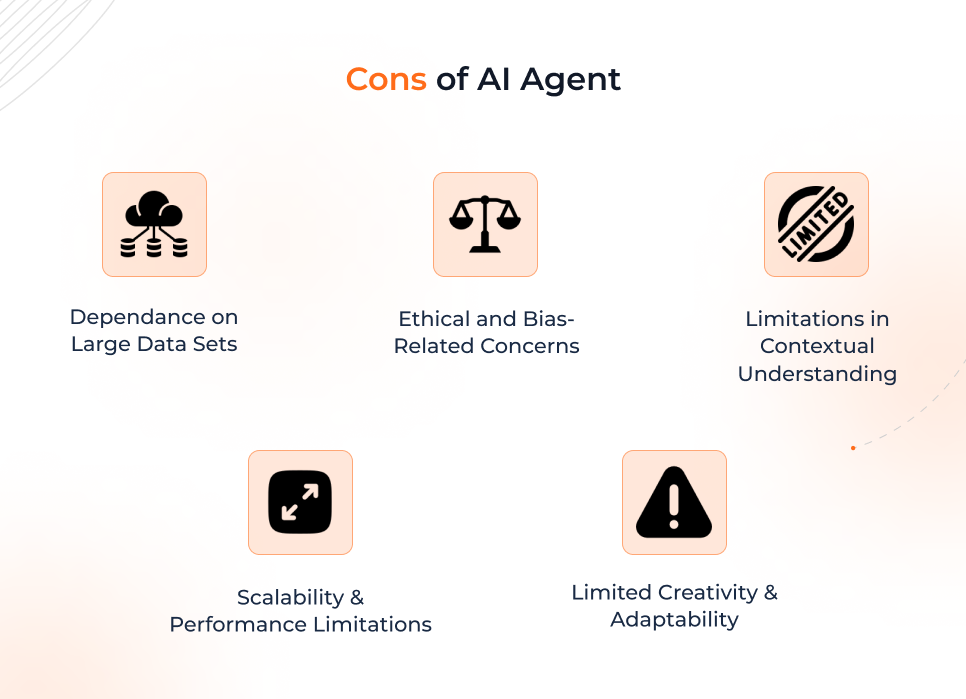 Cons of AI Agent
LIMITED
Dependance on
Large Data Sets
Ethical and Bias-
Related Concerns
Limitations in
Contextual
Understanding
Scalability &
Performance Limitations
Limited Creativity &
Adaptability